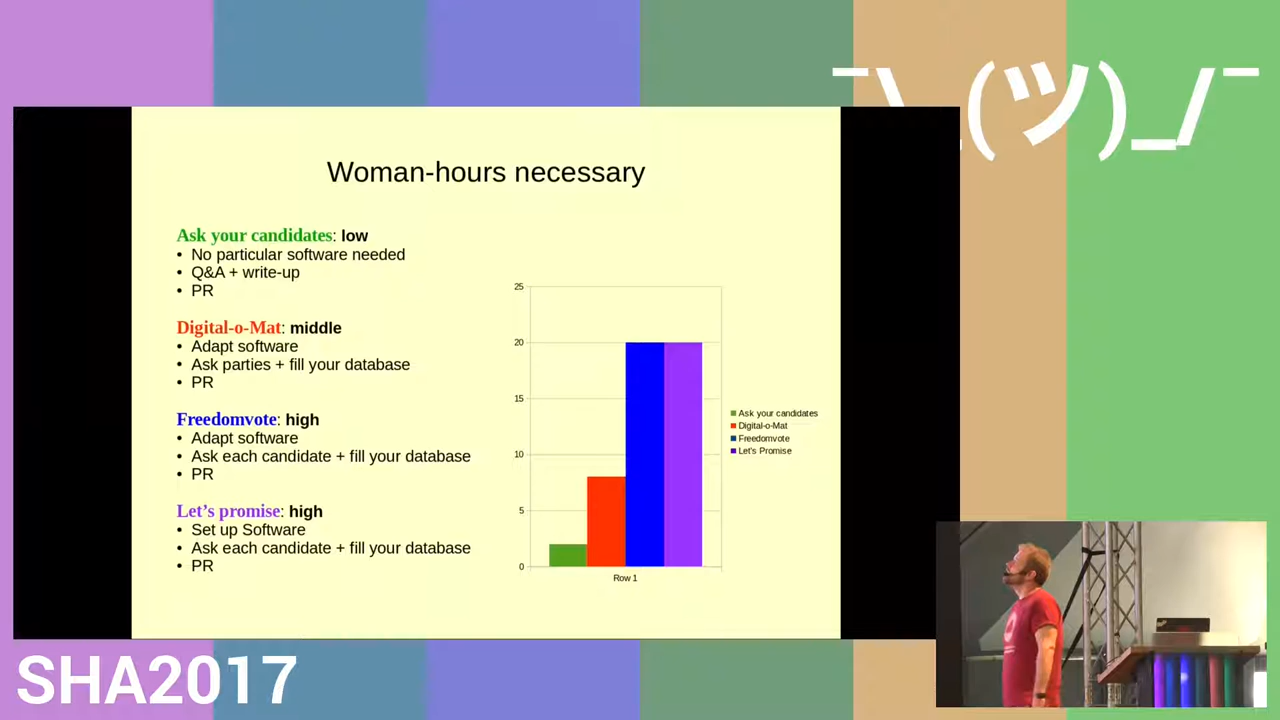 ¯\_(ツ)_/¯
Woman-hours necessary
Ask your candidates: low
• No particular software needed
• Q&A + write-up
• PR
Digital-o-Mat: middle
• Adapt software
• Ask parties + fill your database
• PR
Freedomvote: high
• Adapt software
• Ask each candidate + fill your database
• PR
Let's promise: high
• Set up Software
• Ask each candidate + fill your database
• PR
25
20
15
10
5
0
Row 1
Ask your candidates
Digital-o-Mat
Freedomvote
Let's Promise
SHA2017